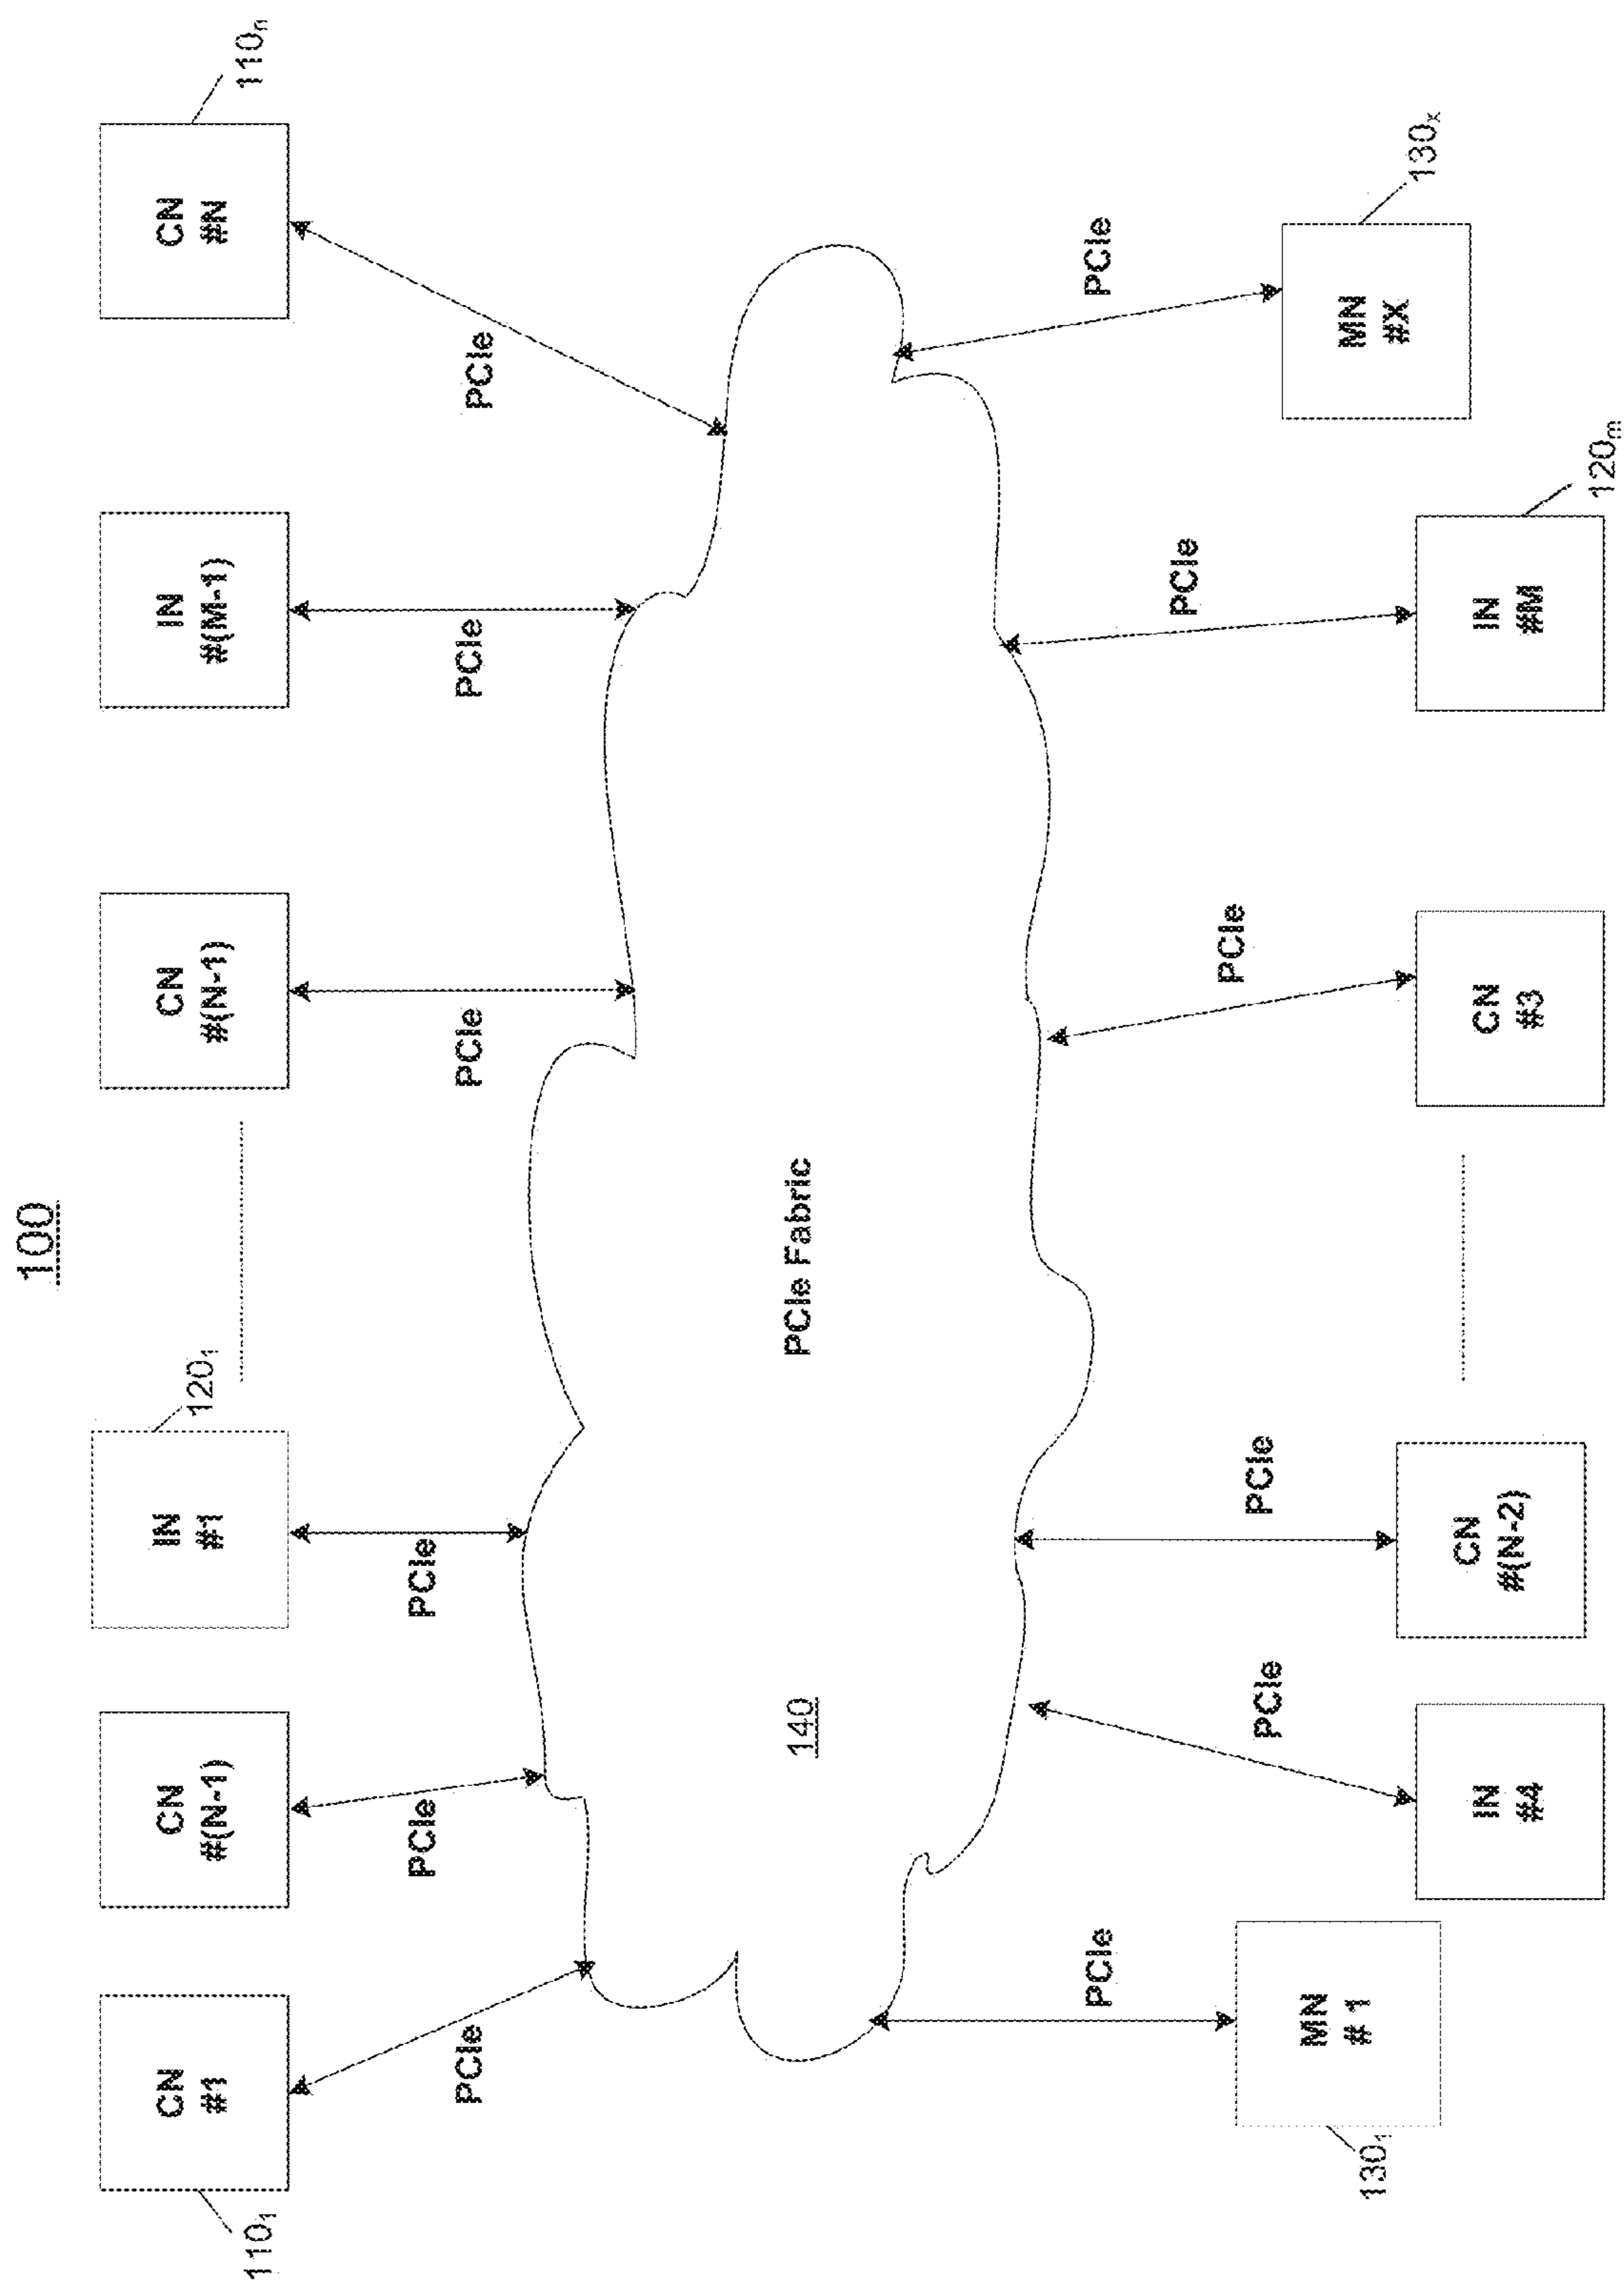 100
110₁
CN
#1
CN
#(N-1)
IN
#1
120₁
CN
#(N-1)
IN
#(M-1)
CN
#N
110ₙ
PCIe
PCIe
PCIe
PCIe
PCIe
PCIe
140
PCIe Fabric
PCIe
PCIe
PCIe
PCIe
PCIe
PCIe
130₁
MN
# 1
IN
#4
CN
#(N-2)
CN
#3
IN
#M
120ₘ
MN
#X
130ₓ